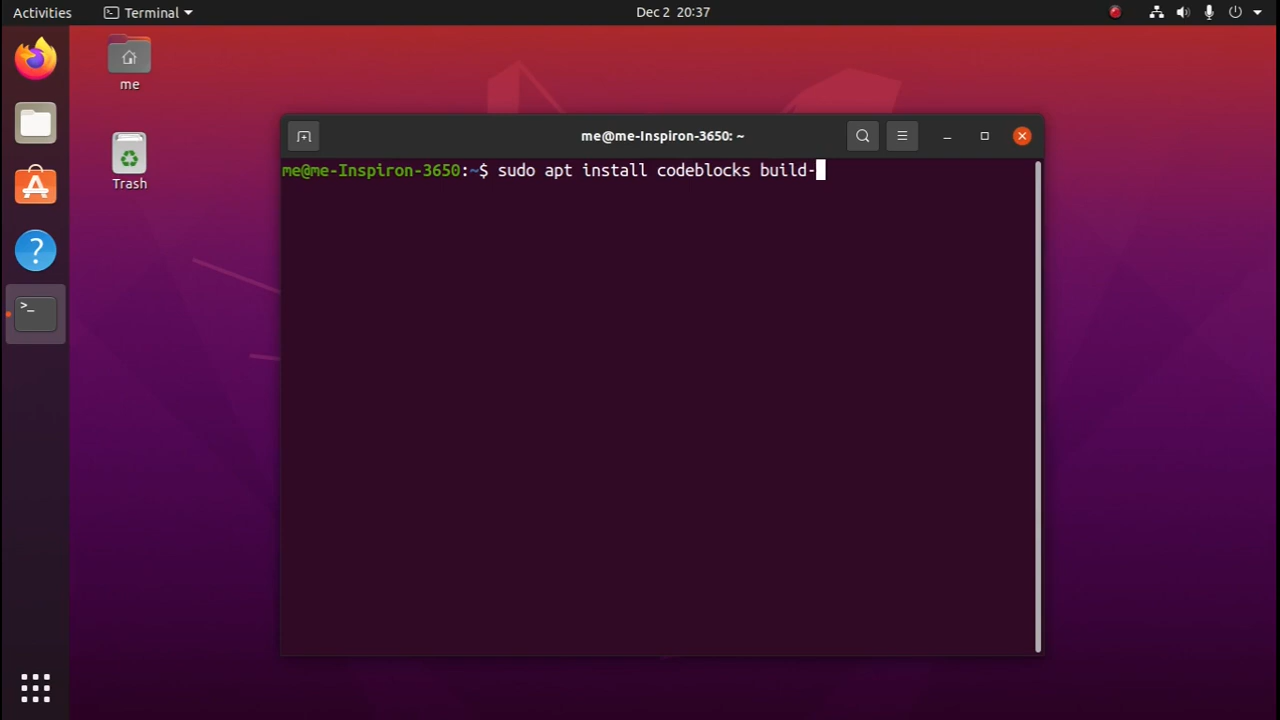 Activities
Terminal
Dec 2 20:37
me
Trash
me@me-Inspiron-3650: ~
me@me-Inspiron-3650:~$ sudo apt install codeblocks build-
>_
?